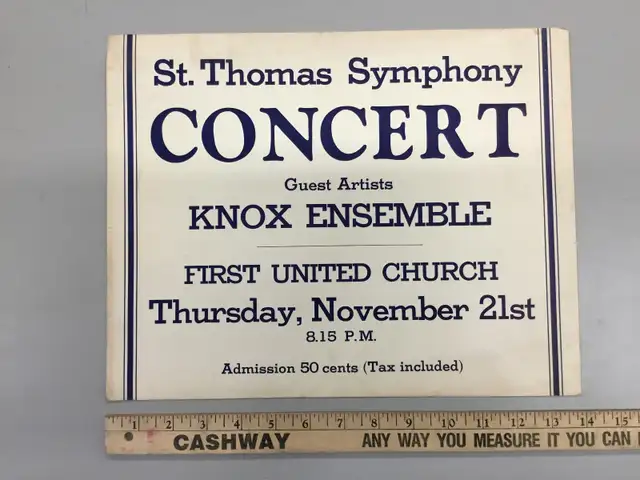 St. Thomas Symphony
CONCERT
Guest Artists
KNOX ENSEMBLE
FIRST UNITED CHURCH
Thursday, November 21st
8.15 P.M.
Admission 50 cents (Tax included)
1 2 3 4 5 6 7 8 9 10 11 12 13 14 15
CASHWAY ANY WAY YOU MEASURE IT YOU CAN